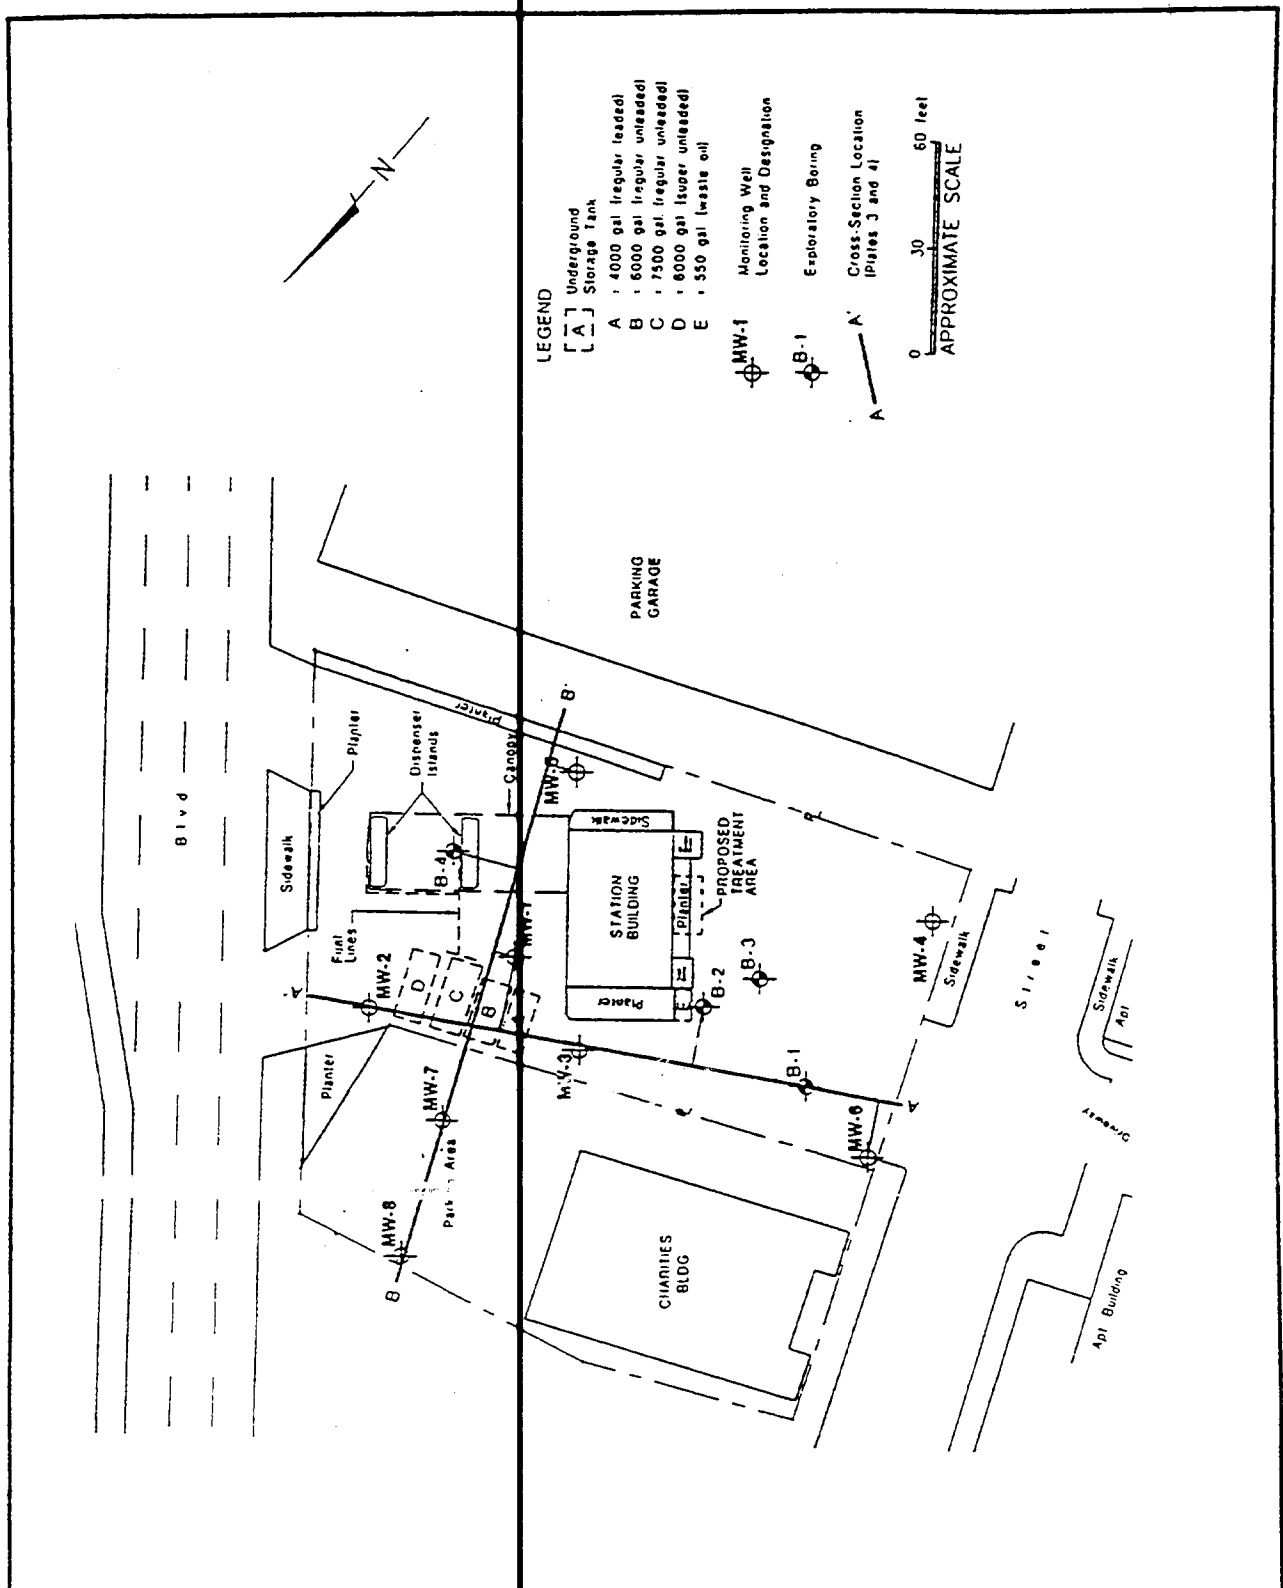 N
LEGEND
[A] Underground
Storage Tank
A : 4000 gal (regular leaded)
B : 6000 gal (regular unleaded)
C : 7500 gal. (regular unleaded)
D : 6000 gal (super unleaded)
E : 550 gal (waste oil)
MW-1
Monitoring Well
Location and Designation
B-1
Exploratory Boring
A A'
Cross-Section Location
(Plates 3 and 4)
0 30 60 feet
APPROXIMATE SCALE
Blvd
Sidewalk
Planter
Dispenser
Islands
Planter
Canopy
B'
PARKING
GARAGE
MW-5
B-4
Lines
MW-1
MW-2
A'
D
C
B
A
Sidewalk
STATION
BUILDING
Planter
Planter
E
PROPOSED
TREATMENT
AREA
B-2
B-3
MW-4
Sidewalk
Street
Sidewalk
Apt
Planter
MW-7
MW-3
B-1
MW-6
A
Driveway
Parking Area
MW-8
B
CHARITIES
BLDG
Apt Building